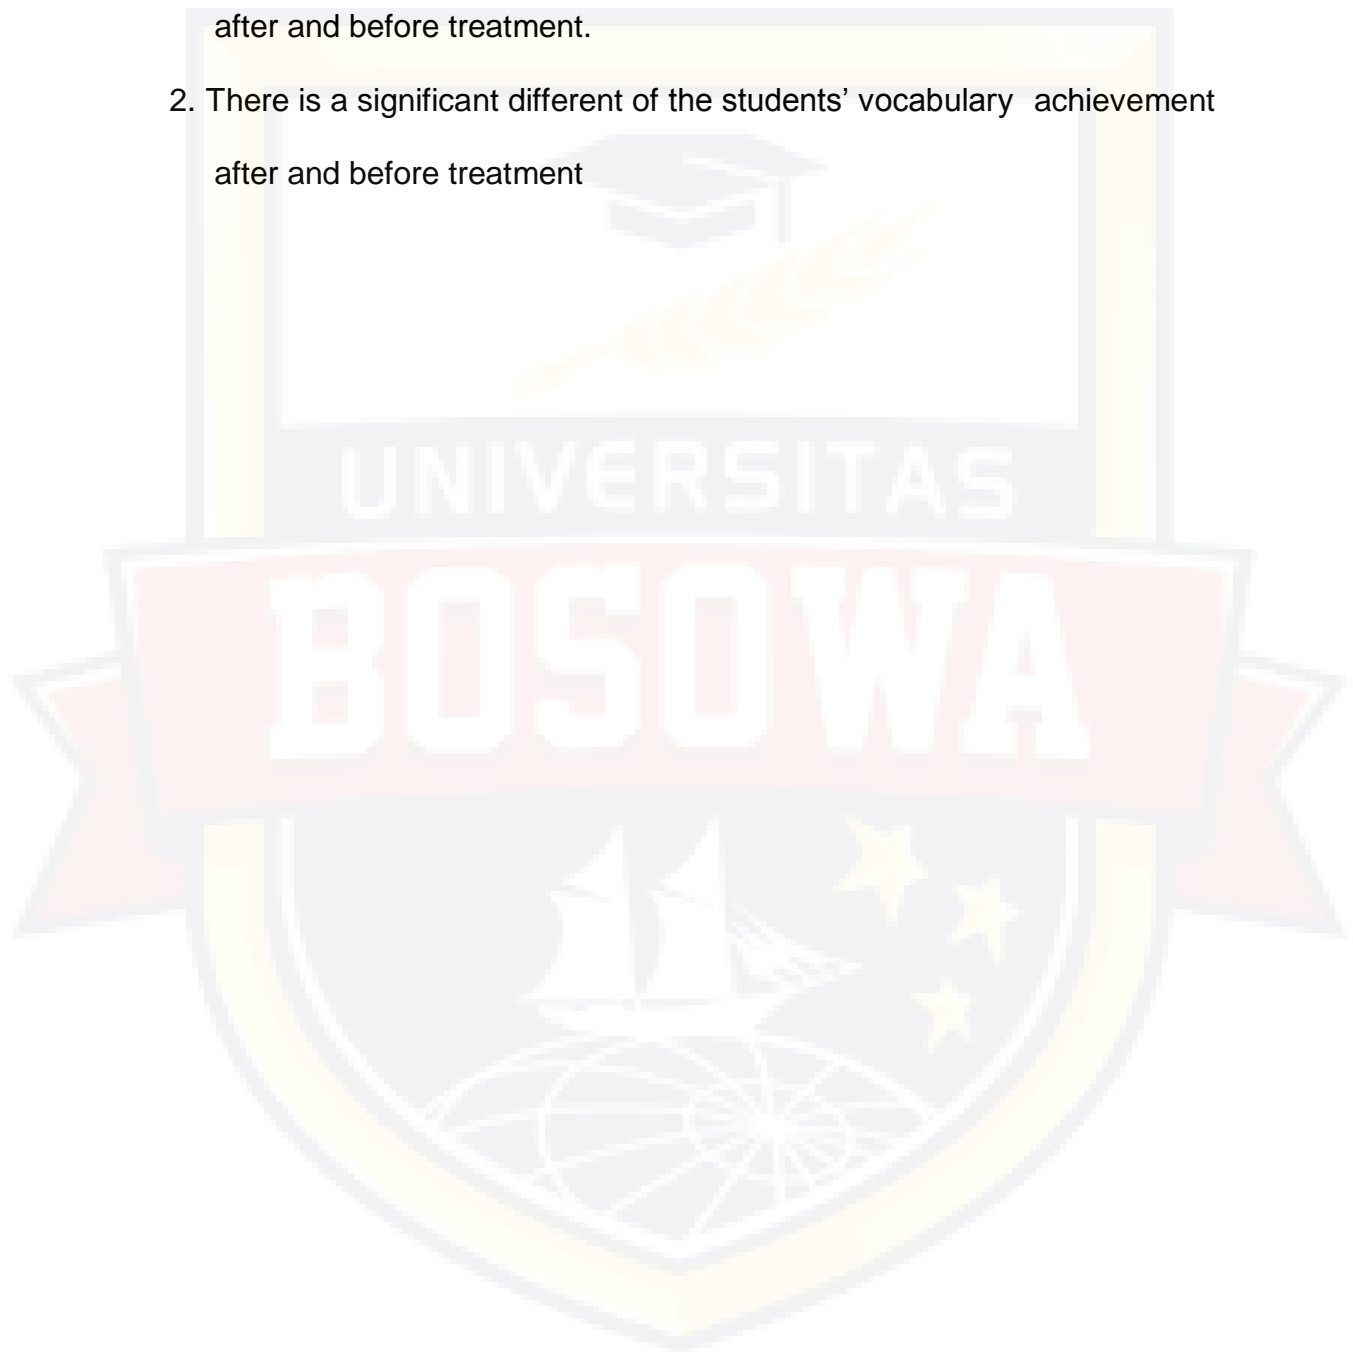 after and before treatment.
2. There is a significant different of the students’ vocabulary achievement
after and before treatment
UNIVERSITAS
BOSOWA